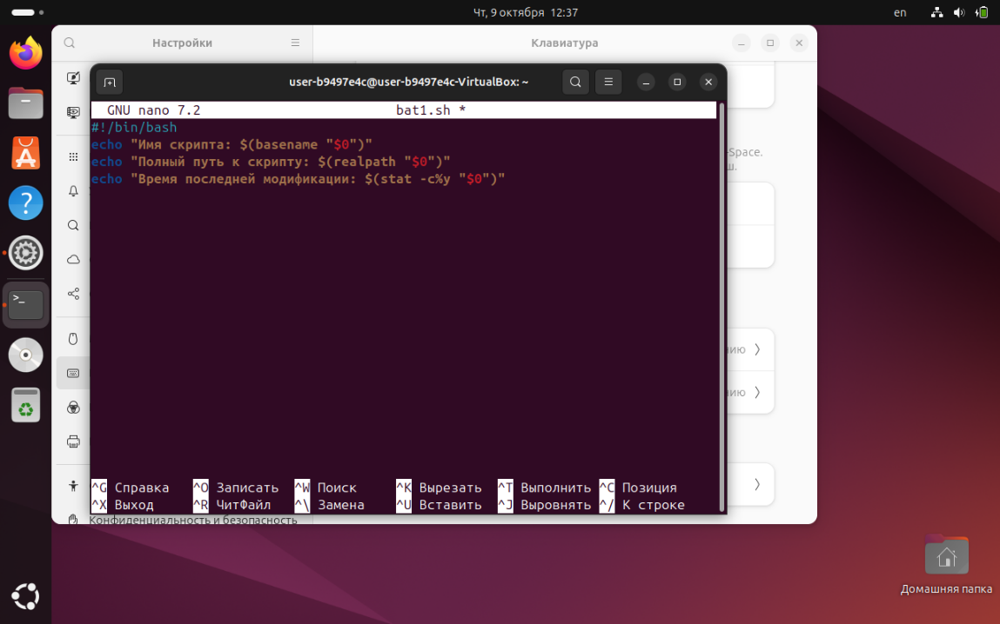 Чт, 9 октября 12:37
en
Настройки
Клавиатура
user-b9497e4c@user-b9497e4c-VirtualBox: ~
GNU nano 7.2 bat1.sh *
#!/bin/bash
echo "Имя скрипта: $(basename "$0")"
echo "Полный путь к скрипту: $(realpath "$0")"
echo "Время последней модификации: $(stat -c%y "$0")"
-Space.
ш.
нию
нию
^G Справка ^O Записать ^W Поиск ^K Вырезать ^T Выполнить ^C Позиция
^X Выход ^R ЧитФайл ^\ Замена ^U Вставить ^J Выровнять ^/ К строке
Конфиденциальность и безопасность
Домашняя папка